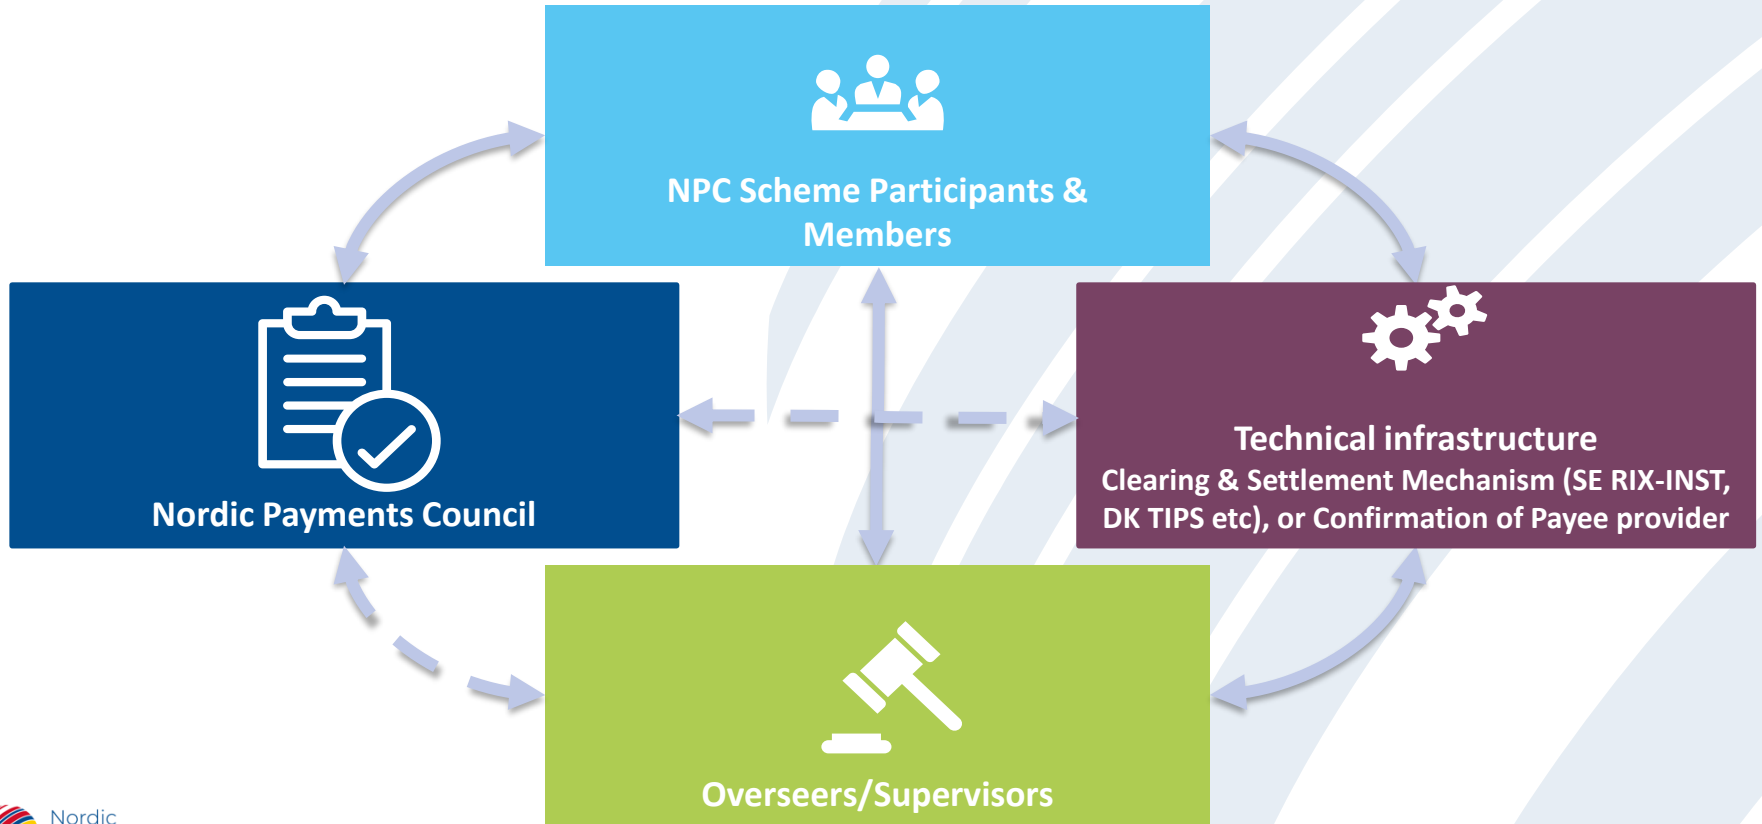 NPC Scheme Participants &
Members
Nordic Payments Council
Technical infrastructure
Clearing & Settlement Mechanism (SE RIX-INST,
DK TIPS etc), or Confirmation of Payee provider
Overseers/Supervisors
Nordic